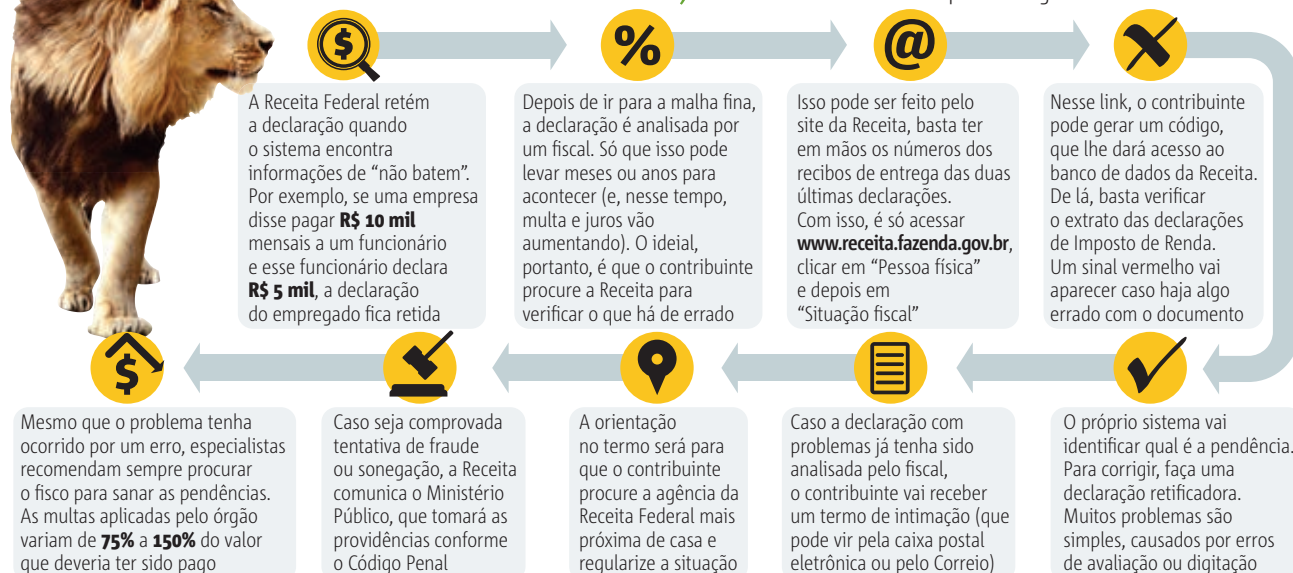 A Receita Federal retém
a declaração quando
o sistema encontra
informações de “não batem”.
Por exemplo, se uma empresa
disse pagar R$ 10 mil
mensais a um funcionário
e esse funcionário declara
R$ 5 mil, a declaração
do empregado fica retida
%
Depois de ir para a malha fina,
a declaração é analisada por
um fiscal. Só que isso pode
levar meses ou anos para
acontecer (e, nesse tempo,
multa e juros vão
aumentando). O ideial,
portanto, é que o contribuinte
procure a Receita para
verificar o que há de errado
@
Isso pode ser feito pelo
site da Receita, basta ter
em mãos os números dos
recibos de entrega das duas
últimas declarações.
Com isso, é só acessar
www.receita.fazenda.gov.br,
clicar em “Pessoa física”
e depois em
“Situação fiscal”
Nesse link, o contribuinte
pode gerar um código,
que lhe dará acesso ao
banco de dados da Receita.
De lá, basta verificar
o extrato das declarações
de Imposto de Renda.
Um sinal vermelho vai
aparecer caso haja algo
errado com o documento
O próprio sistema vai
identificar qual é a pendência.
Para corrigir, faça uma
declaração retificadora.
Muitos problemas são
simples, causados por erros
de avaliação ou digitação
Caso a declaração com
problemas já tenha sido
analisada pelo fiscal,
o contribuinte vai receber
um termo de intimação (que
pode vir pela caixa postal
eletrônica ou pelo Correio)
A orientação
no termo será para
que o contribuinte
procure a agência da
Receita Federal mais
próxima de casa e
regularize a situação
Caso seja comprovada
tentativa de fraude
ou sonegação, a Receita
comunica o Ministério
Público, que tomará as
providências conforme
o Código Penal
$
Mesmo que o problema tenha
ocorrido por um erro, especialistas
recomendam sempre procurar
o fisco para sanar as pendências.
As multas aplicadas pelo órgão
variam de 75% a 150% do valor
que deveria ter sido pago